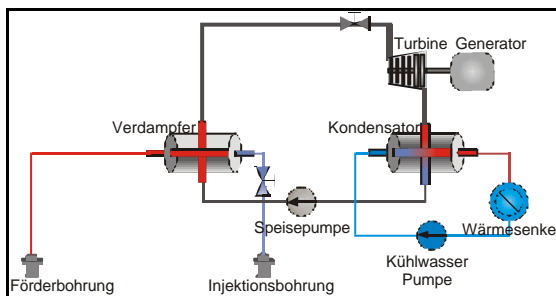 Turbine Generator
Verdampfer
Kondensator
Speisepumpe
Wärmesenke
Kühlwasser
Pumpe
Förderbohrung
Injektionsbohrung